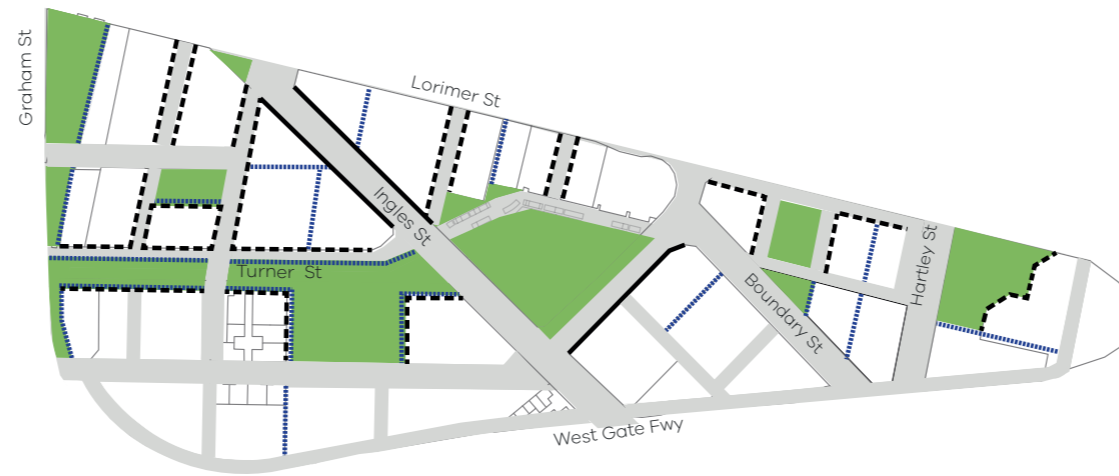 Graham St
Lorimer St
Ingles St
Turner St
Hartley St
Boundary St
West Gate Fwy